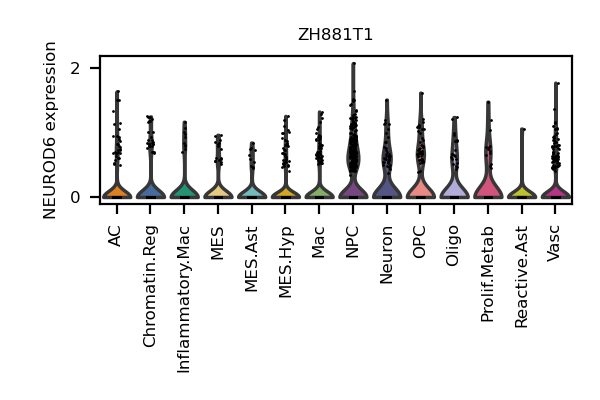 ZH881T1
NEUROD6 expression
2
0
AC
Chromatin.Reg
Inflammatory.Mac
MES
MES.Ast
MES.Hyp
Mac
NPC
Neuron
OPC
Oligo
Prolif.Metab
Reactive.Ast
Vasc